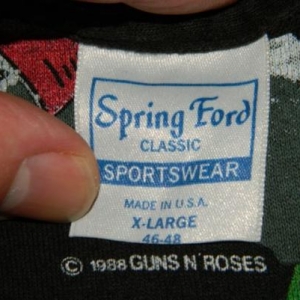 Spring Ford
CLASSIC
SPORTSWEAR
MADE IN U.S.A.
X-LARGE
46-48
© 1988 GUNS N' ROSES